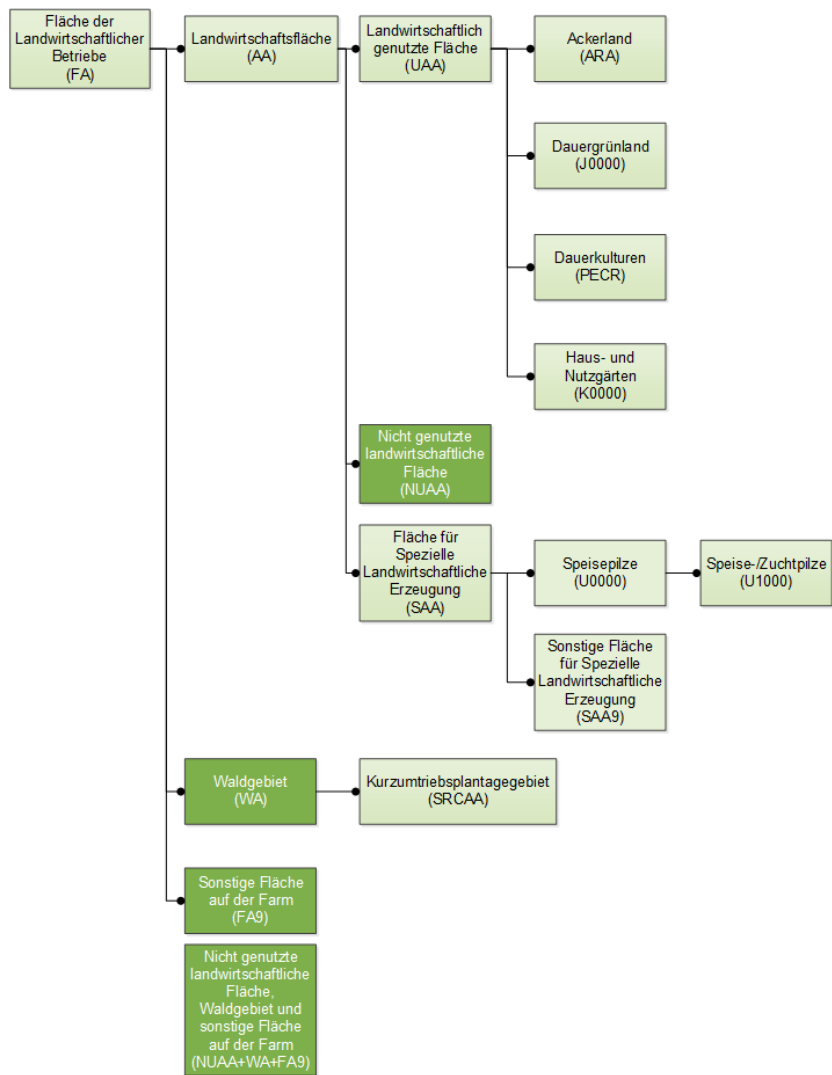 Fläche der
Landwirtschaftlicher
Betriebe
(FA)
Landwirtschaftsfläche
(AA)
Landwirtschaftlich
genutzte Fläche
(UAA)
Ackerland
(ARA)
Dauergrünland
(J0000)
Dauerkulturen
(PECR)
Haus- und
Nutzgärten
(K0000)
Nicht genutzte
landwirtschaftliche
Fläche
(NUAA)
Fläche für
Spezielle
Landwirtschaftliche
Erzeugung
(SAA)
Speisepilze
(U0000)
Speise-/Zuchtpilze
(U1000)
Sonstige Fläche
für Spezielle
Landwirtschaftliche
Erzeugung
(SAA9)
Waldgebiet
(WA)
Kurzumtriebsplantagegebiet
(SRCAA)
Sonstige Fläche
auf der Farm
(FA9)
Nicht genutzte
landwirtschaftliche
Fläche,
Waldgebiet und
sonstige Fläche
auf der Farm
(NUAA+WA+FA9)